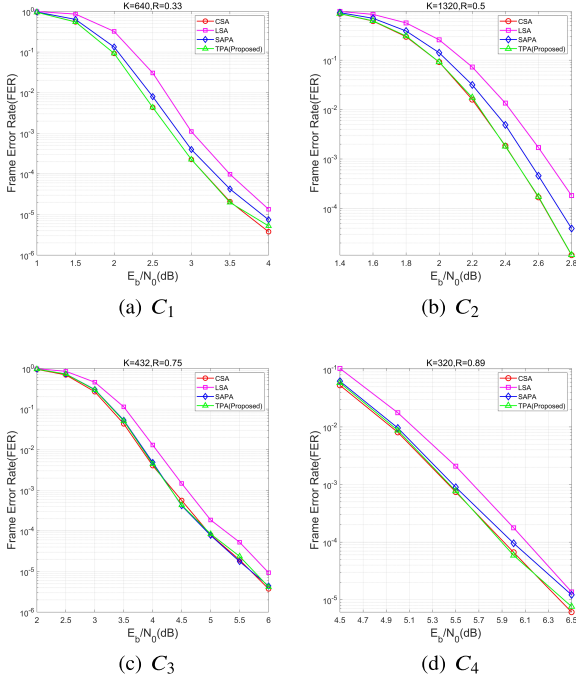 K=640,R=0.33
CSA
LSA
SAPA
TPA(Proposed)
Frame Error Rate(FER)
10^0
10^-1
10^-2
10^-3
10^-4
10^-5
10^-6
1 1.5 2 2.5 3 3.5 4
E_b/N_0(dB)
(a) C_1
K=1320,R=0.5
CSA
LSA
SAPA
TPA(Proposed)
Frame Error Rate(FER)
10^-1
10^-2
10^-3
10^-4
1.4 1.6 1.8 2 2.2 2.4 2.6 2.8
E_b/N_0(dB)
(b) C_2
K=432,R=0.75
CSA
LSA
SAPA
TPA(Proposed)
Frame Error Rate(FER)
10^0
10^-1
10^-2
10^-3
10^-4
10^-5
10^-6
2 2.5 3 3.5 4 4.5 5 5.5 6
E_b/N_0(dB)
(c) C_3
K=320,R=0.89
CSA
LSA
SAPA
TPA(Proposed)
Frame Error Rate(FER)
10^-1
10^-2
10^-3
10^-4
10^-5
4.5 4.7 4.9 5.1 5.3 5.5 5.7 5.9 6.1 6.3 6.5
E_b/N_0(dB)
(d) C_4